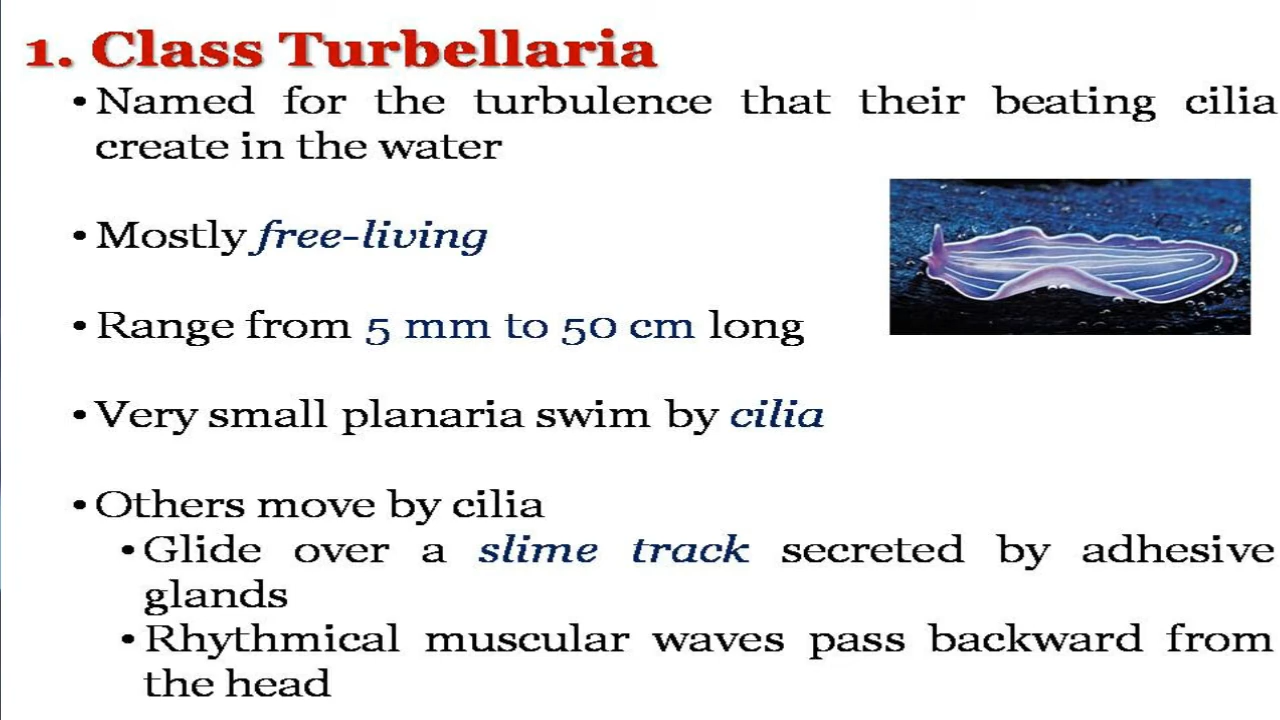 1. Class Turbellaria
• Named for the turbulence that their beating cilia
create in the water
• Mostly free-living
• Range from 5 mm to 50 cm long
• Very small planaria swim by cilia
• Others move by cilia
• Glide over a slime track secreted by adhesive
glands
• Rhythmical muscular waves pass backward from
the head